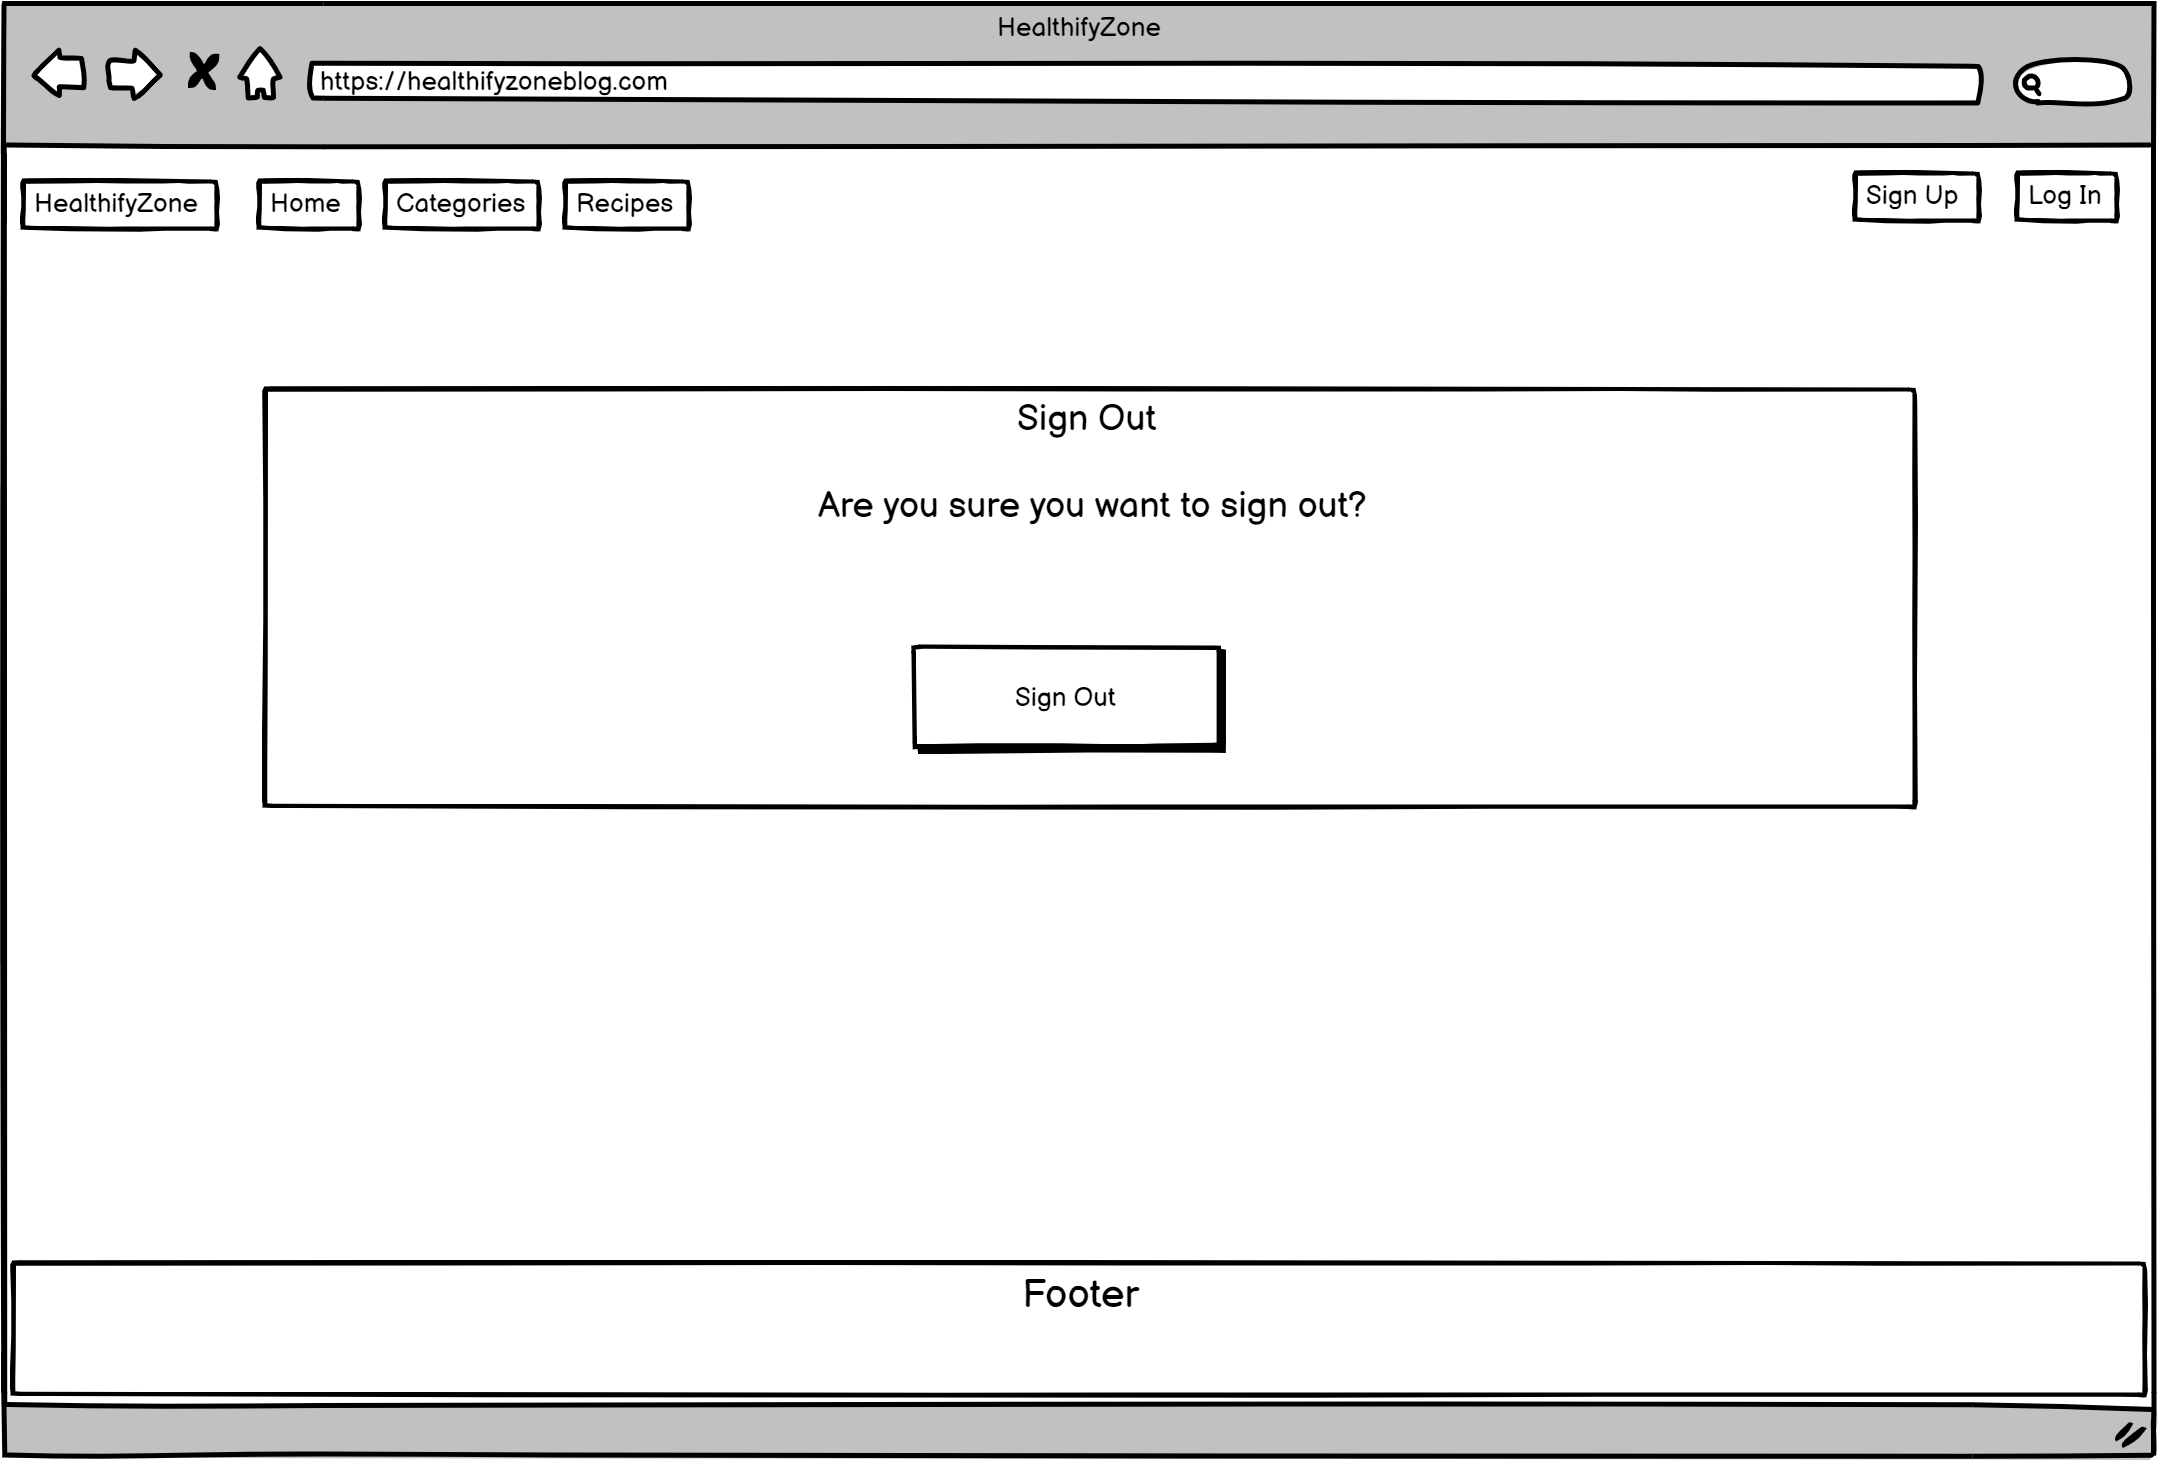 HealthifyZone
https://healthifyzoneblog.com
HealthifyZone Home Categories Recipes Sign Up Log In
Sign Out
Are you sure you want to sign out?
Sign Out
Footer